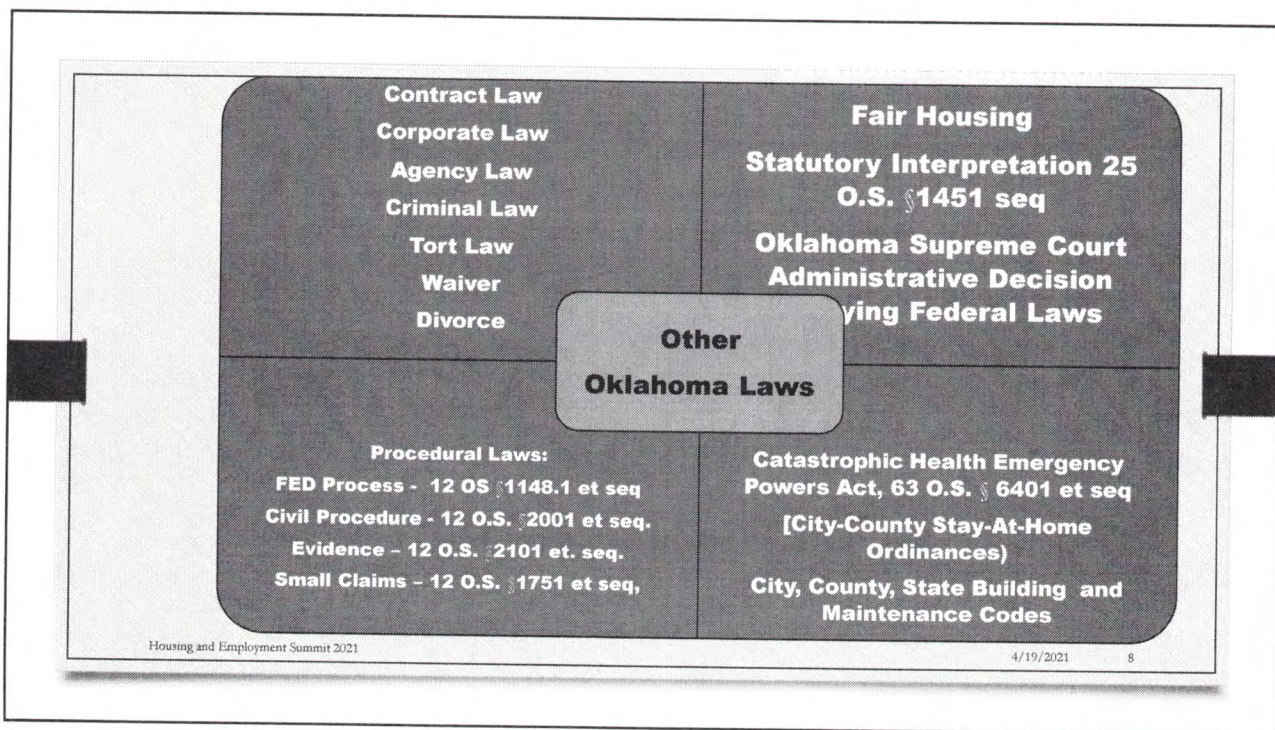 Contract Law
Corporate Law
Agency Law
Criminal Law
Tort Law
Waiver
Divorce
Fair Housing
Statutory Interpretation 25
O.S. §1451 seq
Oklahoma Supreme Court
Administrative Decision
ying Federal Laws
Other
Oklahoma Laws
Procedural Laws:
FED Process - 12 OS §1148.1 et seq
Civil Procedure - 12 O.S. §2001 et seq.
Evidence – 12 O.S. §2101 et. seq.
Small Claims – 12 O.S. §1751 et seq,
Catastrophic Health Emergency
Powers Act, 63 O.S. § 6401 et seq
[City-County Stay-At-Home
Ordinances)
City, County, State Building and
Maintenance Codes
Housing and Employment Summit 2021
4/19/2021 8